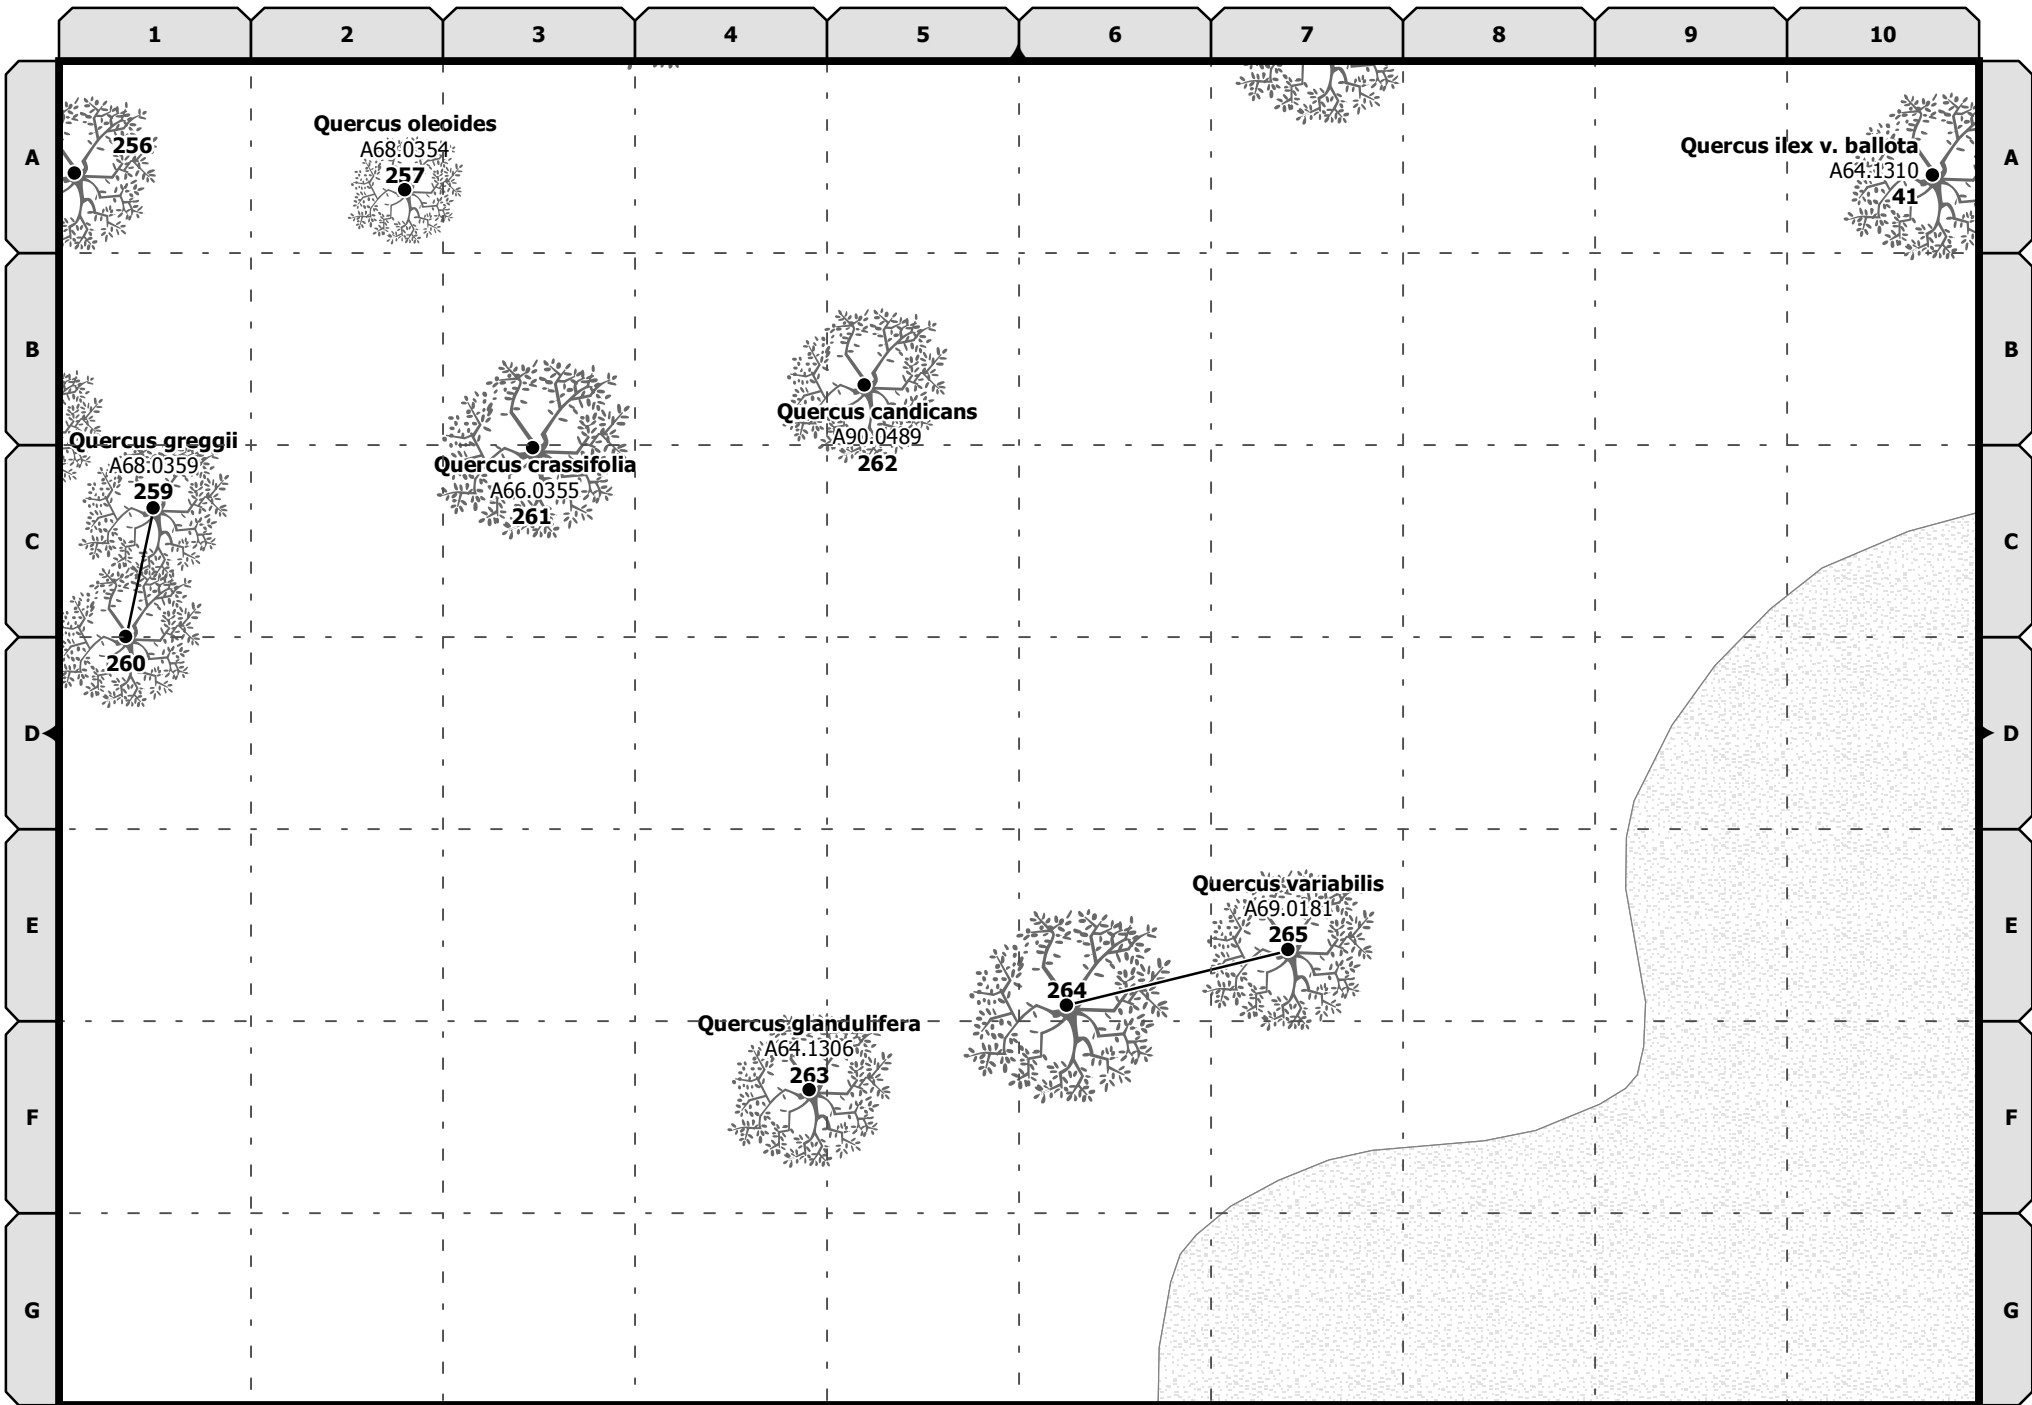 1 2 3 4 5 6 7 8 9 10
A A
256
Quercus oleoides
A68.0354
257
Quercus ilex v. ballota
A64.1310
41
B B
Quercus candicans
A90.0489
262
Quercus greggii
A68.0359
259
Quercus crassifolia
A66.0355
261
C C
260
D D
Quercus variabilis
A69.0181
265
E E
264
Quercus glandulifera
A64.1306
263
F F
G G